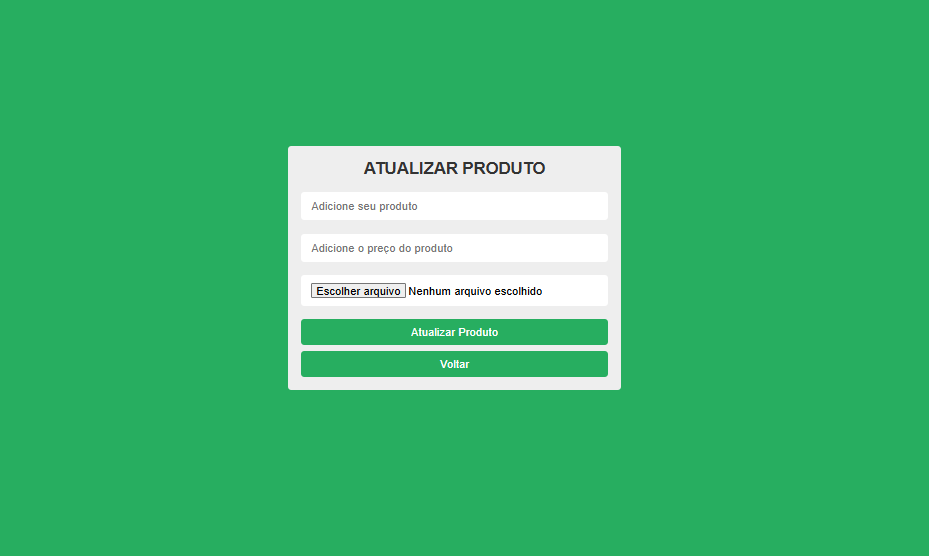 ATUALIZAR PRODUTO
Adicione seu produto
Adicione o preço do produto
Escolher arquivo Nenhum arquivo escolhido
Atualizar Produto
Voltar